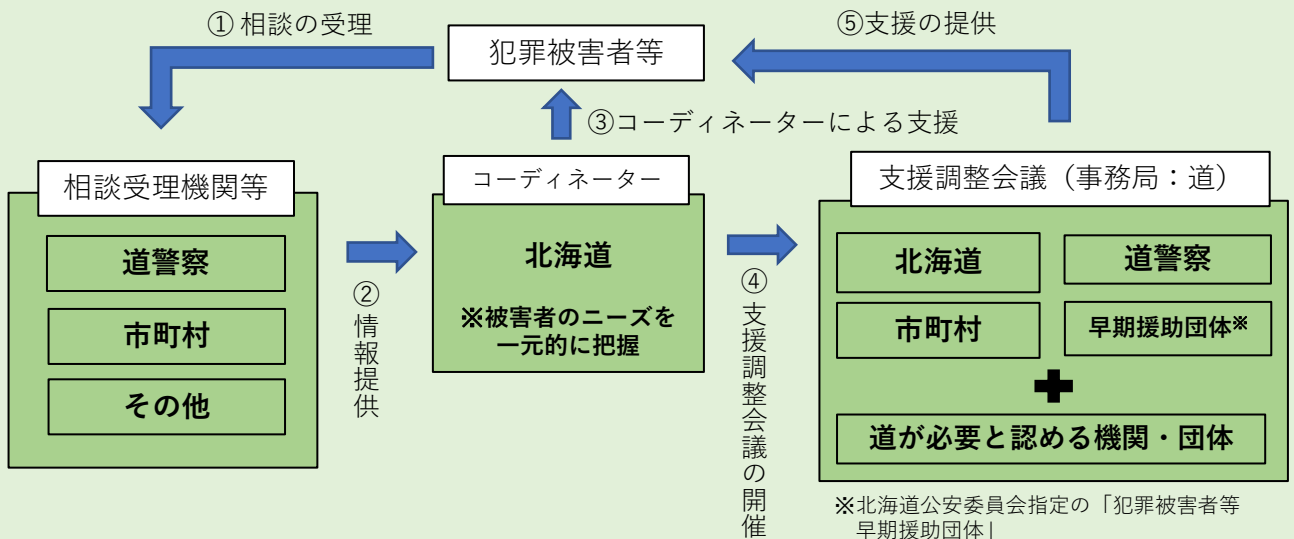 ① 相談の受理
犯罪被害者等
⑤支援の提供
③コーディネーターによる支援
相談受理機関等
道警察
市町村
その他
②情報提供
コーディネーター
北海道
※被害者のニーズを
一元的に把握
④支援調整会議の開催
支援調整会議（事務局：道）
北海道
道警察
市町村
早期援助団体※
道が必要と認める機関・団体
※北海道公安委員会指定の「犯罪被害者等
早期援助団体」